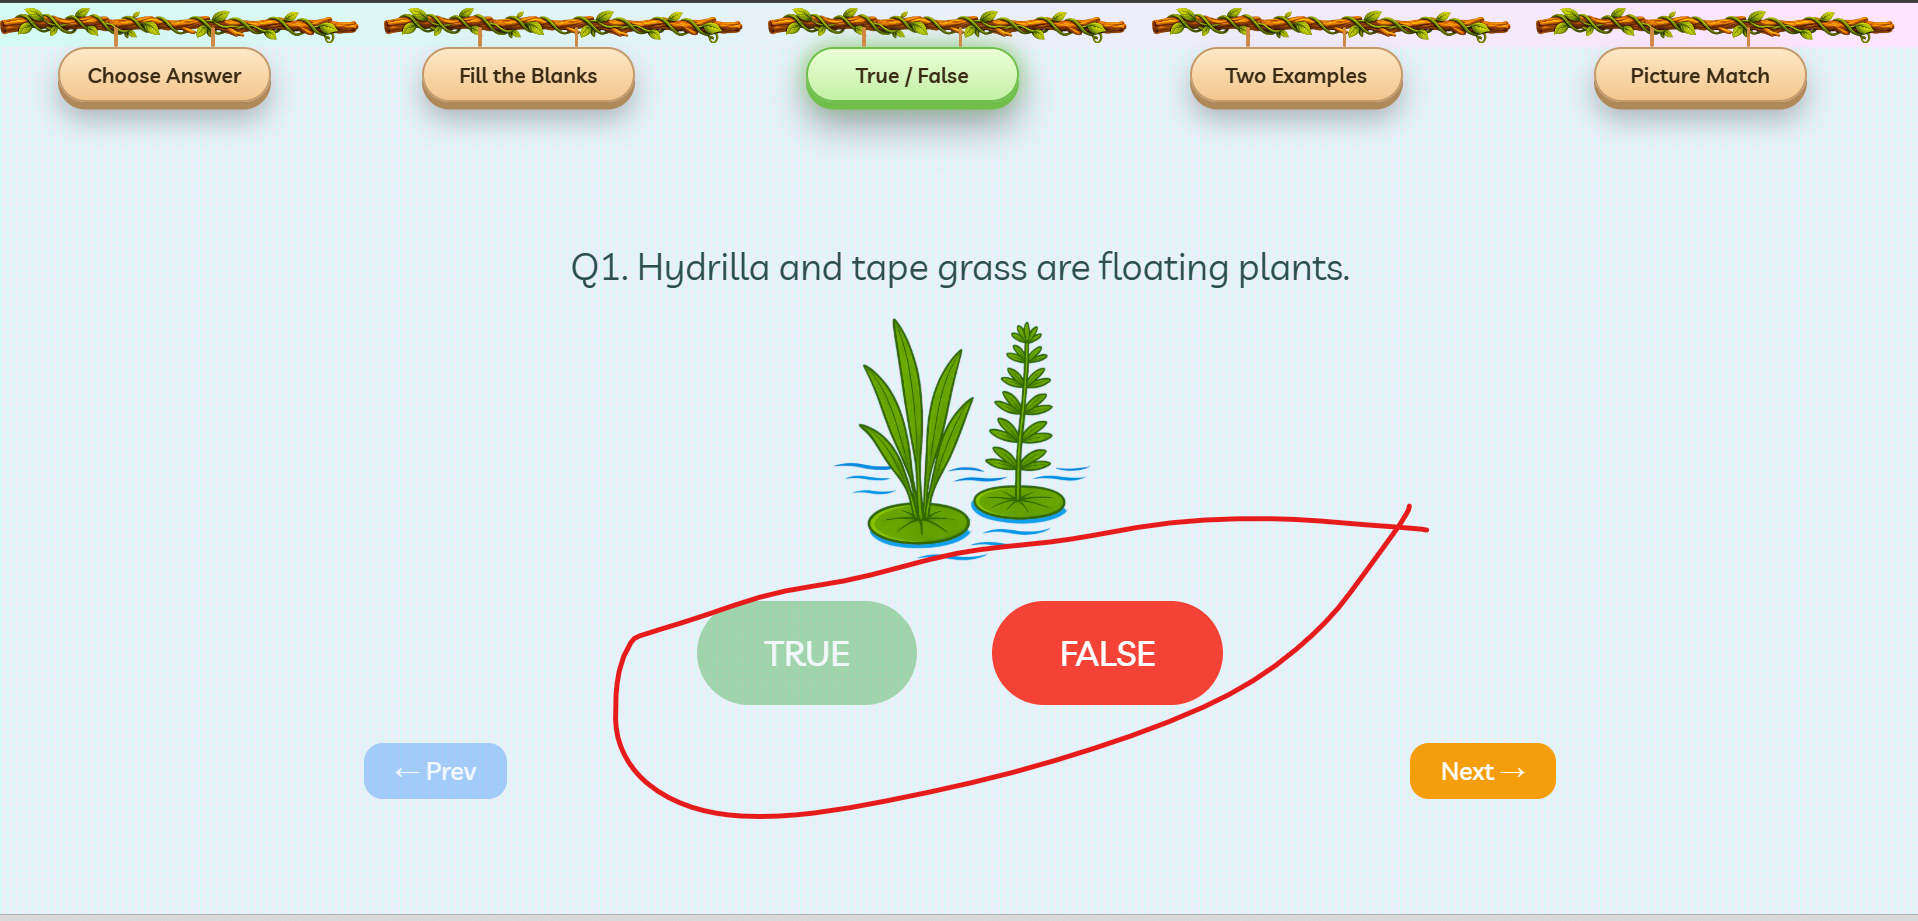 Choose Answer
Fill the Blanks
True / False
Two Examples
Picture Match
Q1. Hydrilla and tape grass are floating plants.
TRUE
FALSE
← Prev
Next →